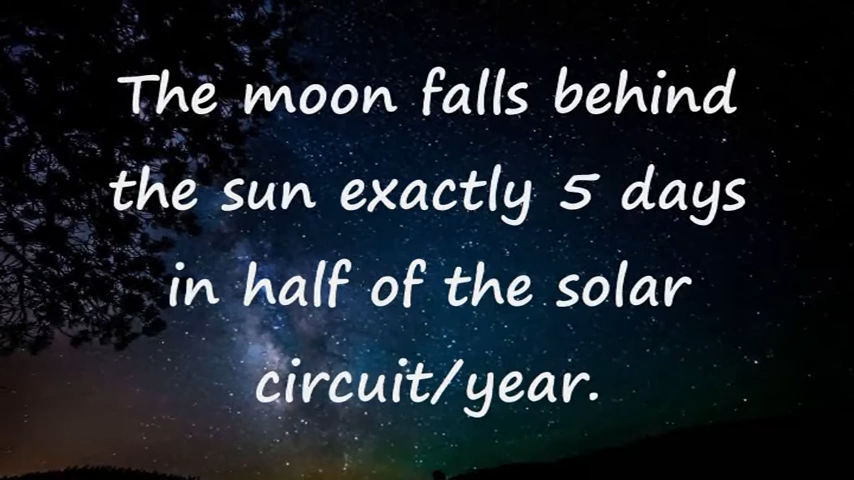 The moon falls behind
the sun exactly 5 days
in half of the solar
circuit/year.